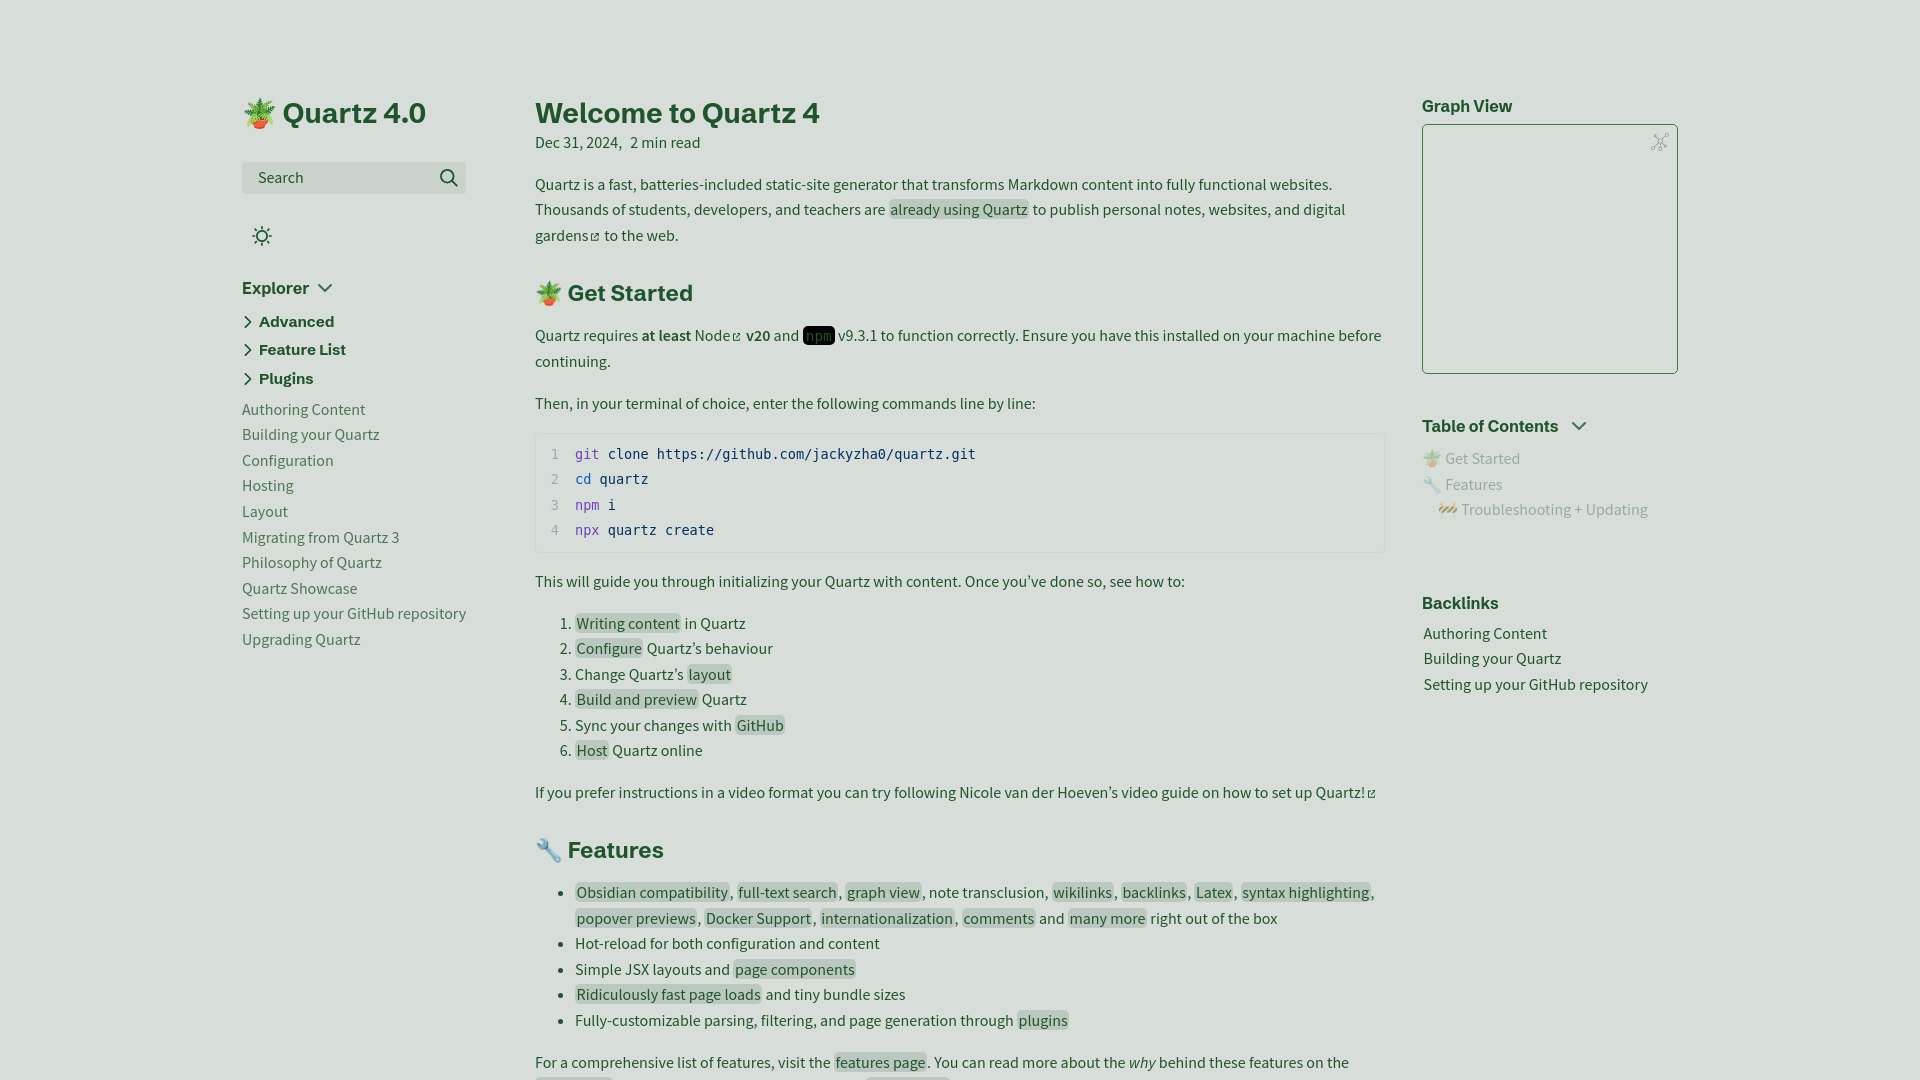 🪴 Quartz 4.0
Search
Explorer
Advanced
Feature List
Plugins
Authoring Content
Building your Quartz
Configuration
Hosting
Layout
Migrating from Quartz 3
Philosophy of Quartz
Quartz Showcase
Setting up your GitHub repository
Upgrading Quartz
Welcome to Quartz 4
Dec 31, 2024, 2 min read
Quartz is a fast, batteries-included static-site generator that transforms Markdown content into fully functional websites.
Thousands of students, developers, and teachers are already using Quartz to publish personal notes, websites, and digital
gardens to the web.
🪴 Get Started
Quartz requires at least Node v20 and npm v9.3.1 to function correctly. Ensure you have this installed on your machine before
continuing.
Then, in your terminal of choice, enter the following commands line by line:
1 git clone https://github.com/jackyzha0/quartz.git
2 cd quartz
3 npm i
4 npx quartz create
This will guide you through initializing your Quartz with content. Once you’ve done so, see how to:
1. Writing content in Quartz
2. Configure Quartz’s behaviour
3. Change Quartz’s layout
4. Build and preview Quartz
5. Sync your changes with GitHub
6. Host Quartz online
If you prefer instructions in a video format you can try following Nicole van der Hoeven’s video guide on how to set up Quartz!
🔧 Features
• Obsidian compatibility, full-text search, graph view, note transclusion, wikilinks, backlinks, Latex, syntax highlighting,
popover previews, Docker Support, internationalization, comments and many more right out of the box
• Hot-reload for both configuration and content
• Simple JSX layouts and page components
• Ridiculously fast page loads and tiny bundle sizes
• Fully-customizable parsing, filtering, and page generation through plugins
For a comprehensive list of features, visit the features page. You can read more about the why behind these features on the
Graph View
Table of Contents
🪴 Get Started
🔧 Features
🚧 Troubleshooting + Updating
Backlinks
Authoring Content
Building your Quartz
Setting up your GitHub repository